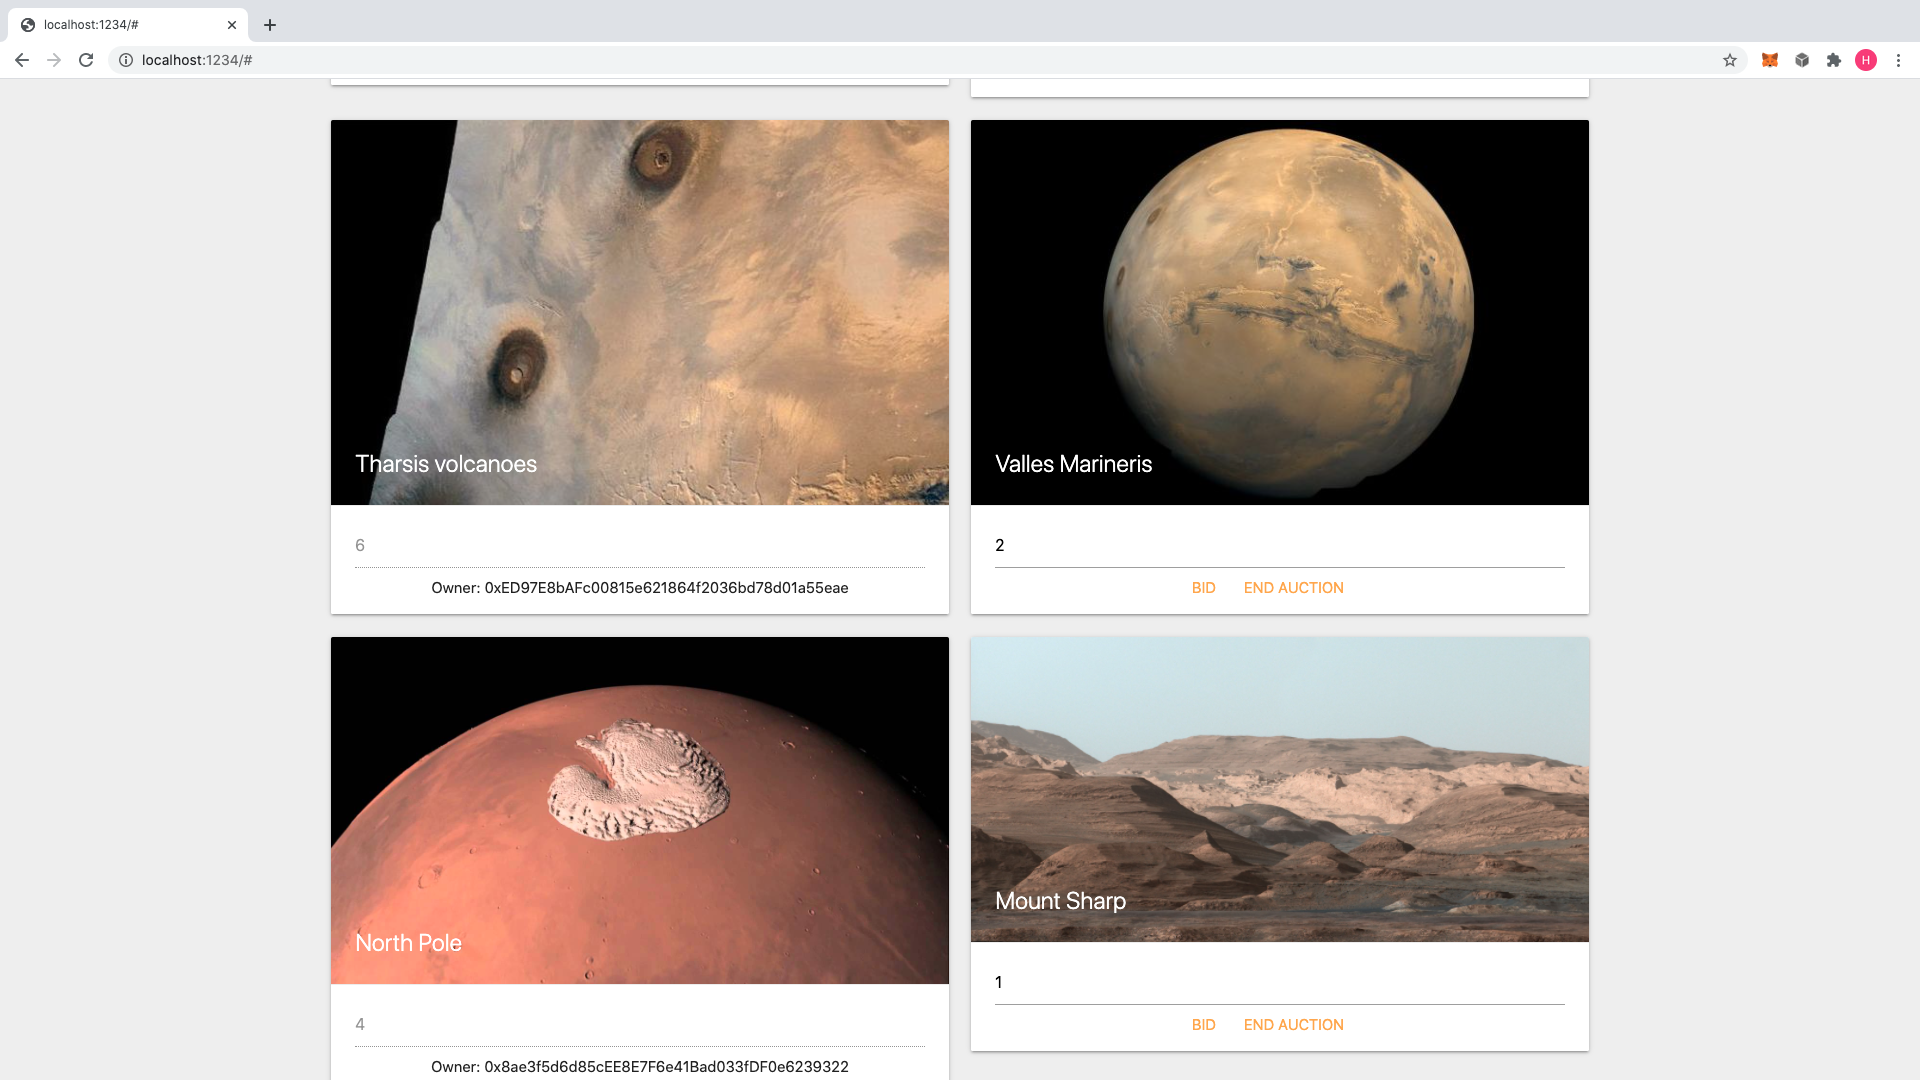 localhost:1234/#
localhost:1234/#
H
Tharsis volcanoes
6
Owner: 0xED97E8bAFc00815e621864f2036bd78d01a55eae
Valles Marineris
2
BID END AUCTION
North Pole
4
Owner: 0x8ae3f5d6d85cEE8E7F6e41Bad033fDF0e6239322
Mount Sharp
1
BID END AUCTION